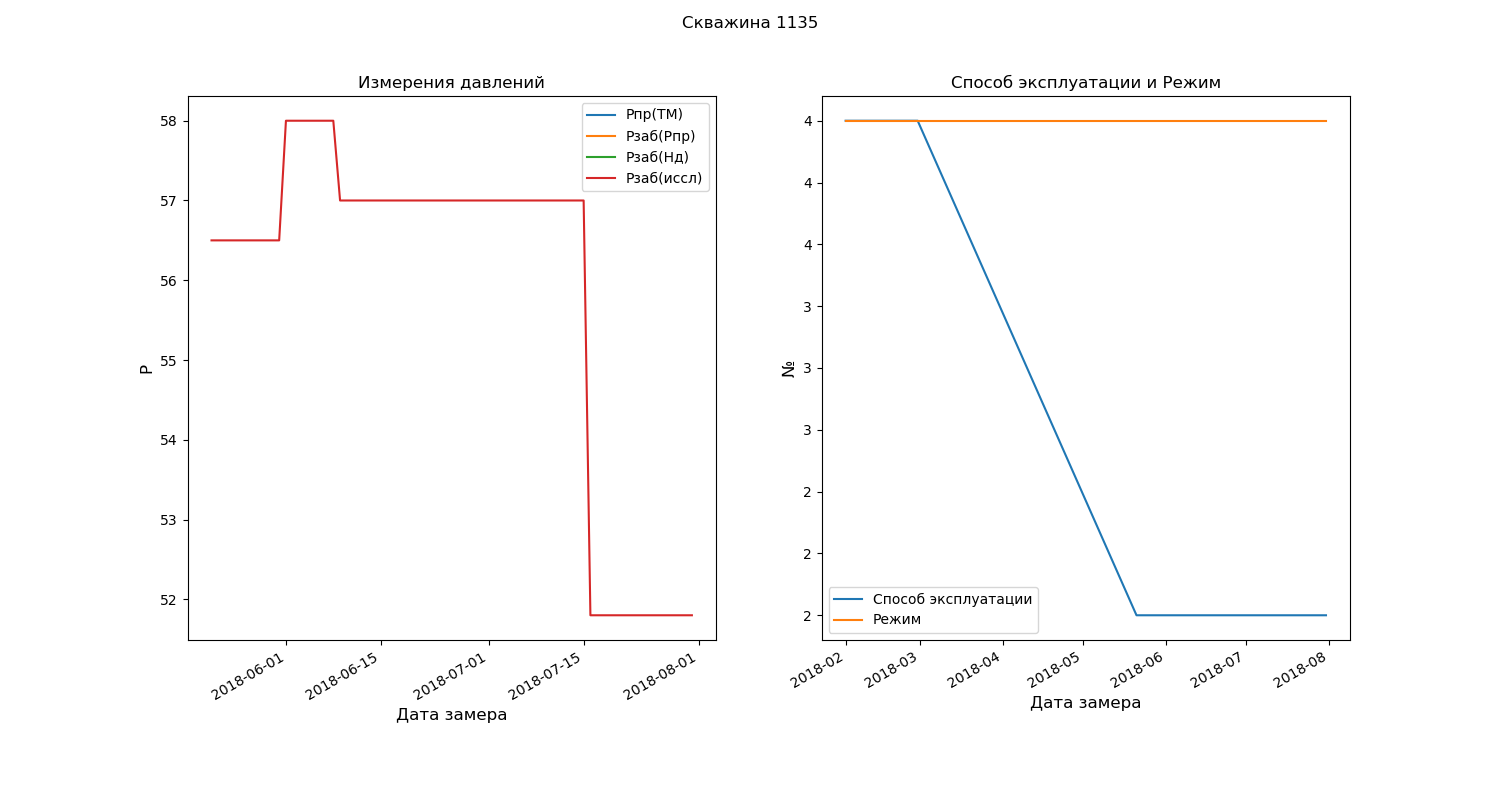 Скважина 1135
Измерения давлений
P
58
57
56
55
54
53
52
Рпр(ТМ)
Рзаб(Рпр)
Рзаб(Нд)
Рзаб(иссл)
2018-06-01
2018-06-15
2018-07-01
2018-07-15
2018-08-01
Дата замера
Способ эксплуатации и Режим
№
4
4
4
3
3
3
2
2
2
Способ эксплуатации
Режим
2018-02
2018-03
2018-04
2018-05
2018-06
2018-07
2018-08
Дата замера